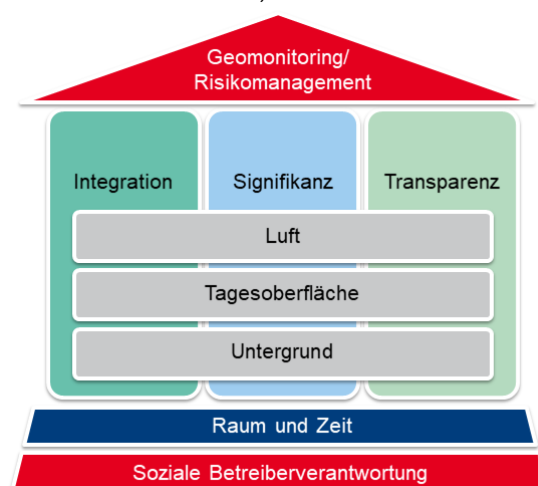 Geomonitoring/
Risikomanagement
Integration Signifikanz Transparenz
Luft
Tagesoberfläche
Untergrund
Raum und Zeit
Soziale Betreiberverantwortung